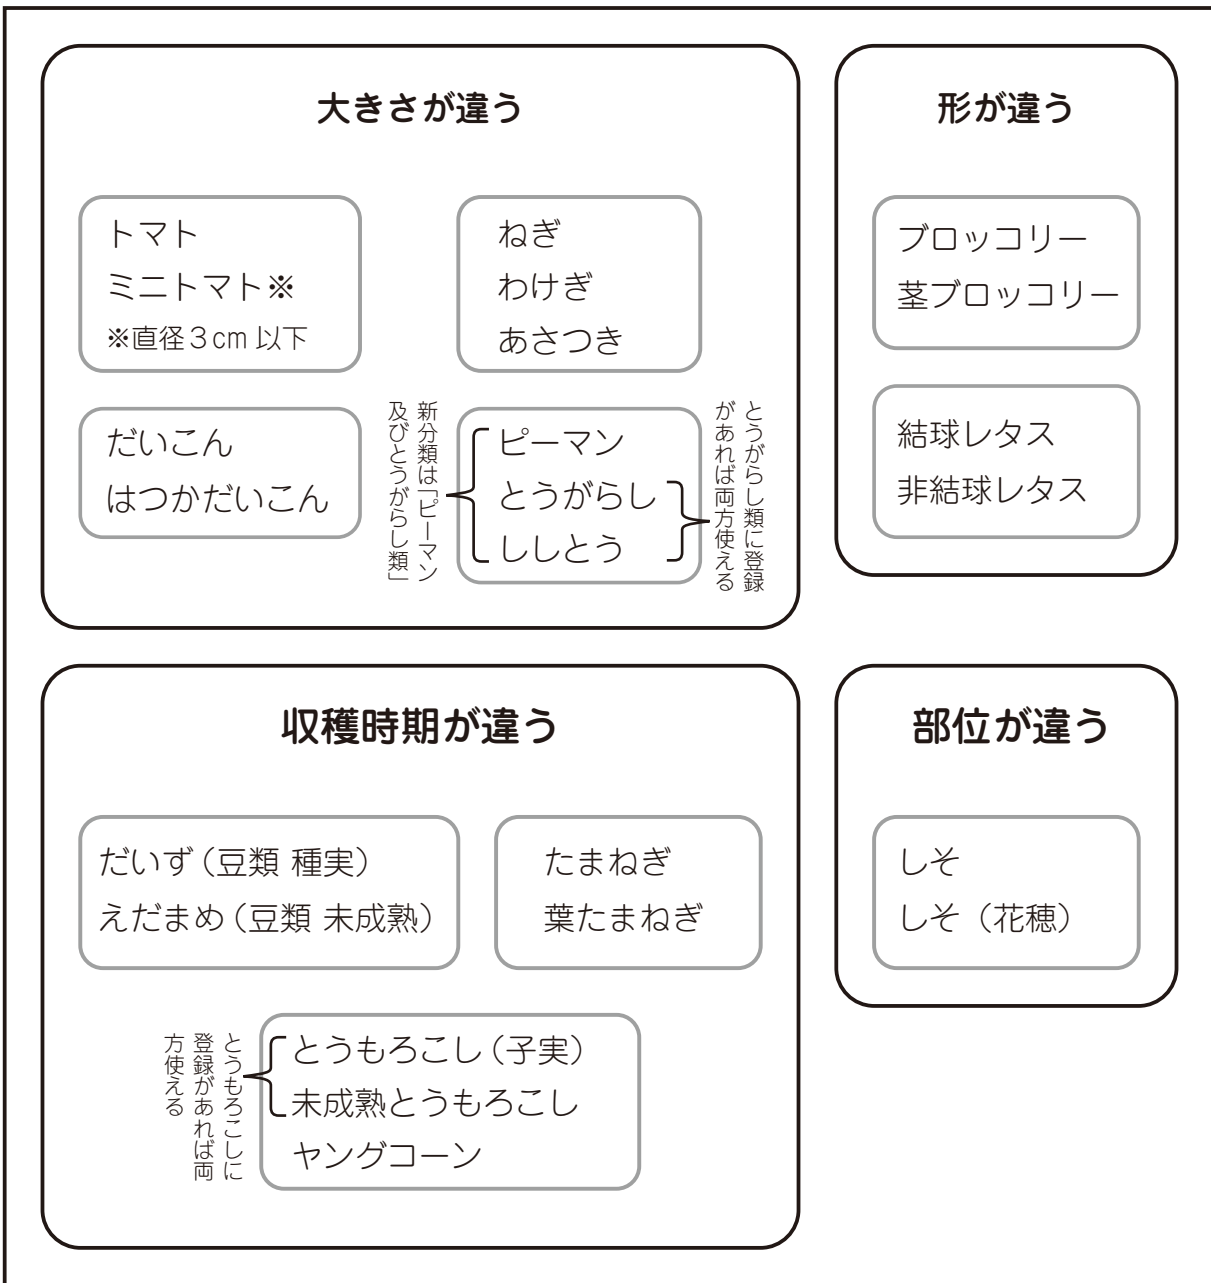 大きさが違う
トマト
ミニトマト※
※直径3cm 以下
ねぎ
わけぎ
あさつき
だいこん
はつかだいこん
新分類は「ピーマン
及びとうがらし類」
ピーマン
とうがらし
ししとう
とうがらし類に登録
があれば両方使える
形が違う
ブロッコリー
茎ブロッコリー
結球レタス
非結球レタス
収穫時期が違う
だいず(豆類 種実)
えだまめ(豆類 未成熟)
たまねぎ
葉たまねぎ
とうもろこしに
登録があれば両
方使える
とうもろこし(子実)
未成熟とうもろこし
ヤングコーン
部位が違う
しそ
しそ(花穂)